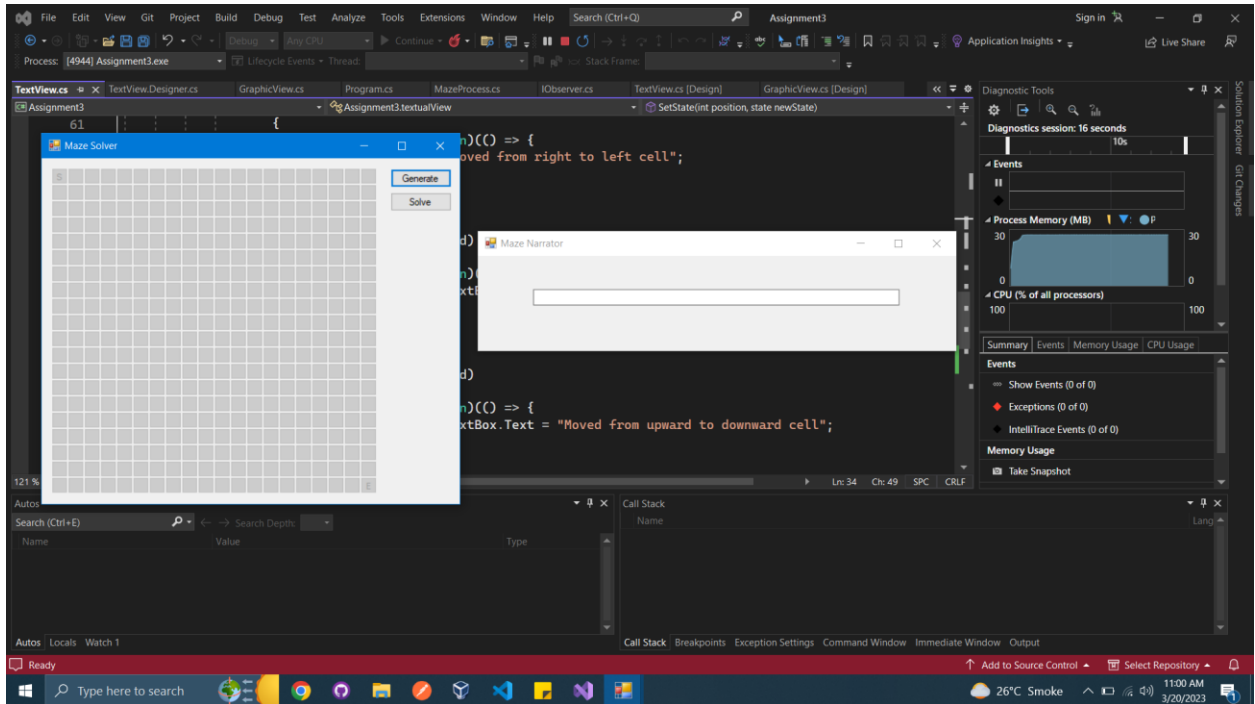 File Edit View Git Project Build Debug Test Analyze Tools Extensions Window Help Search (Ctrl+Q) Assignment3 Sign in
Debug Any CPU Continue Application Insights Live Share
Process: [4944] Assignment3.exe Lifecycle Events Thread: Stack Frame:
TextView.cs TextView.Designer.cs GraphicView.cs Program.cs MazeProcess.cs IObserver.cs TextView.cs [Design] GraphicView.cs [Design]
Assignment3 Assignment3.textualView SetState(int position, state newState)
61 {
n)(() => {
oved from right to left cell";
d)
n)(
xtB
d)
n)(() => {
xtBox.Text = "Moved from upward to downward cell";
121 % Ln: 34 Ch: 49 SPC CRLF
Maze Solver
S
Generate
Solve
E
Maze Narrator
Diagnostic Tools
Diagnostics session: 16 seconds
10s
Events
Process Memory (MB) P
30 30
0 0
CPU (% of all processors)
100 100
Summary Events Memory Usage CPU Usage
Events
Show Events (0 of 0)
Exceptions (0 of 0)
IntelliTrace Events (0 of 0)
Memory Usage
Take Snapshot
Solution Explorer
Git Changes
Autos
Search (Ctrl+E) Search Depth:
Name Value Type
Autos Locals Watch 1
Call Stack
Name Lang
Call Stack Breakpoints Exception Settings Command Window Immediate Window Output
Ready Add to Source Control Select Repository
Type here to search 26°C Smoke 11:00 AM
3/20/2023
1